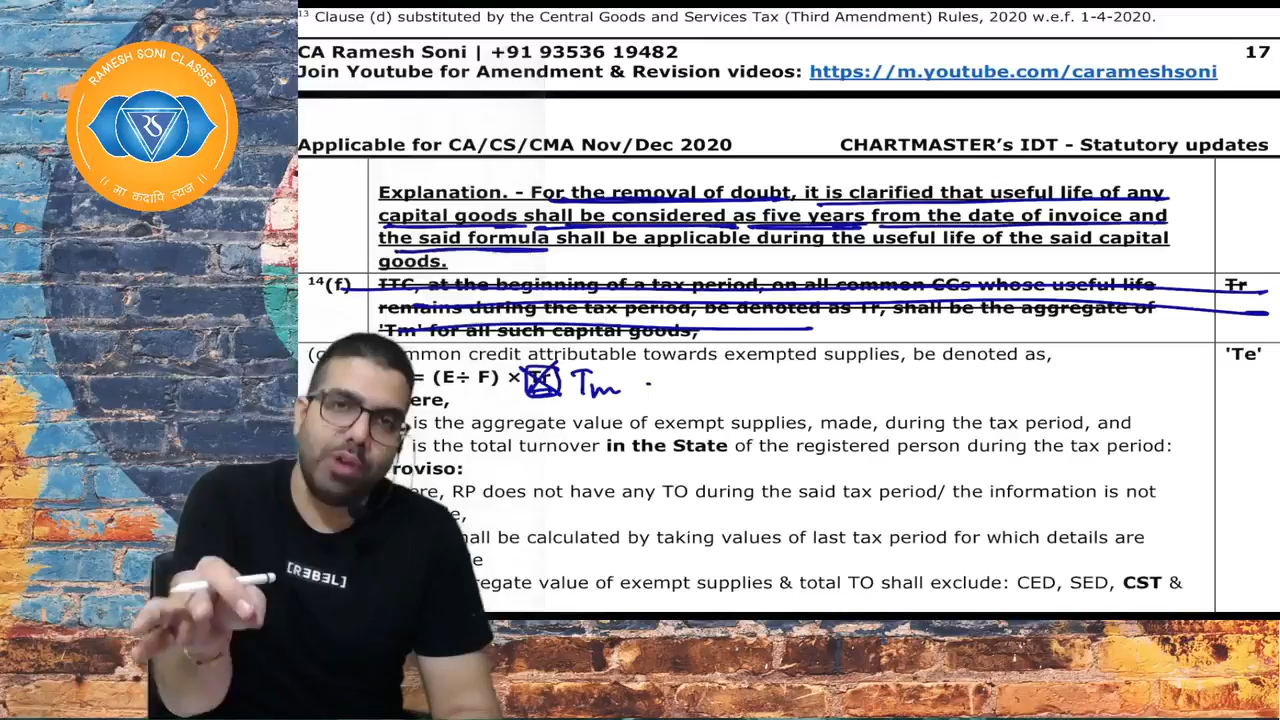 13 Clause (d) substituted by the Central Goods and Services Tax (Third Amendment) Rules, 2020 w.e.f. 1-4-2020.
CA Ramesh Soni | +91 93536 19482 17
Join Youtube for Amendment & Revision videos: https://m.youtube.com/carameshsoni
RAMESH SONI CLASSES
RS
।। मा कदापि त्यज ।।
Applicable for CA/CS/CMA Nov/Dec 2020 CHARTMASTER's IDT - Statutory updates
Explanation. - For the removal of doubt, it is clarified that useful life of any
capital goods shall be considered as five years from the date of invoice and
the said formula shall be applicable during the useful life of the said capital
goods.
14(f) ITC, at the beginning of a tax period, on all common CGs whose useful life Tr
remains during the tax period, be denoted as Tr, shall be the aggregate of
'Tm' for all such capital goods,
common credit attributable towards exempted supplies, be denoted as, 'Te'
= (E÷ F) × Tr Tm
is the aggregate value of exempt supplies, made, during the tax period, and
is the total turnover in the State of the registered person during the tax period:
Proviso:
RP does not have any TO during the said tax period/ the information is not
shall be calculated by taking values of last tax period for which details are
value of exempt supplies & total TO shall exclude: CED, SED, CST &
[REBEL]